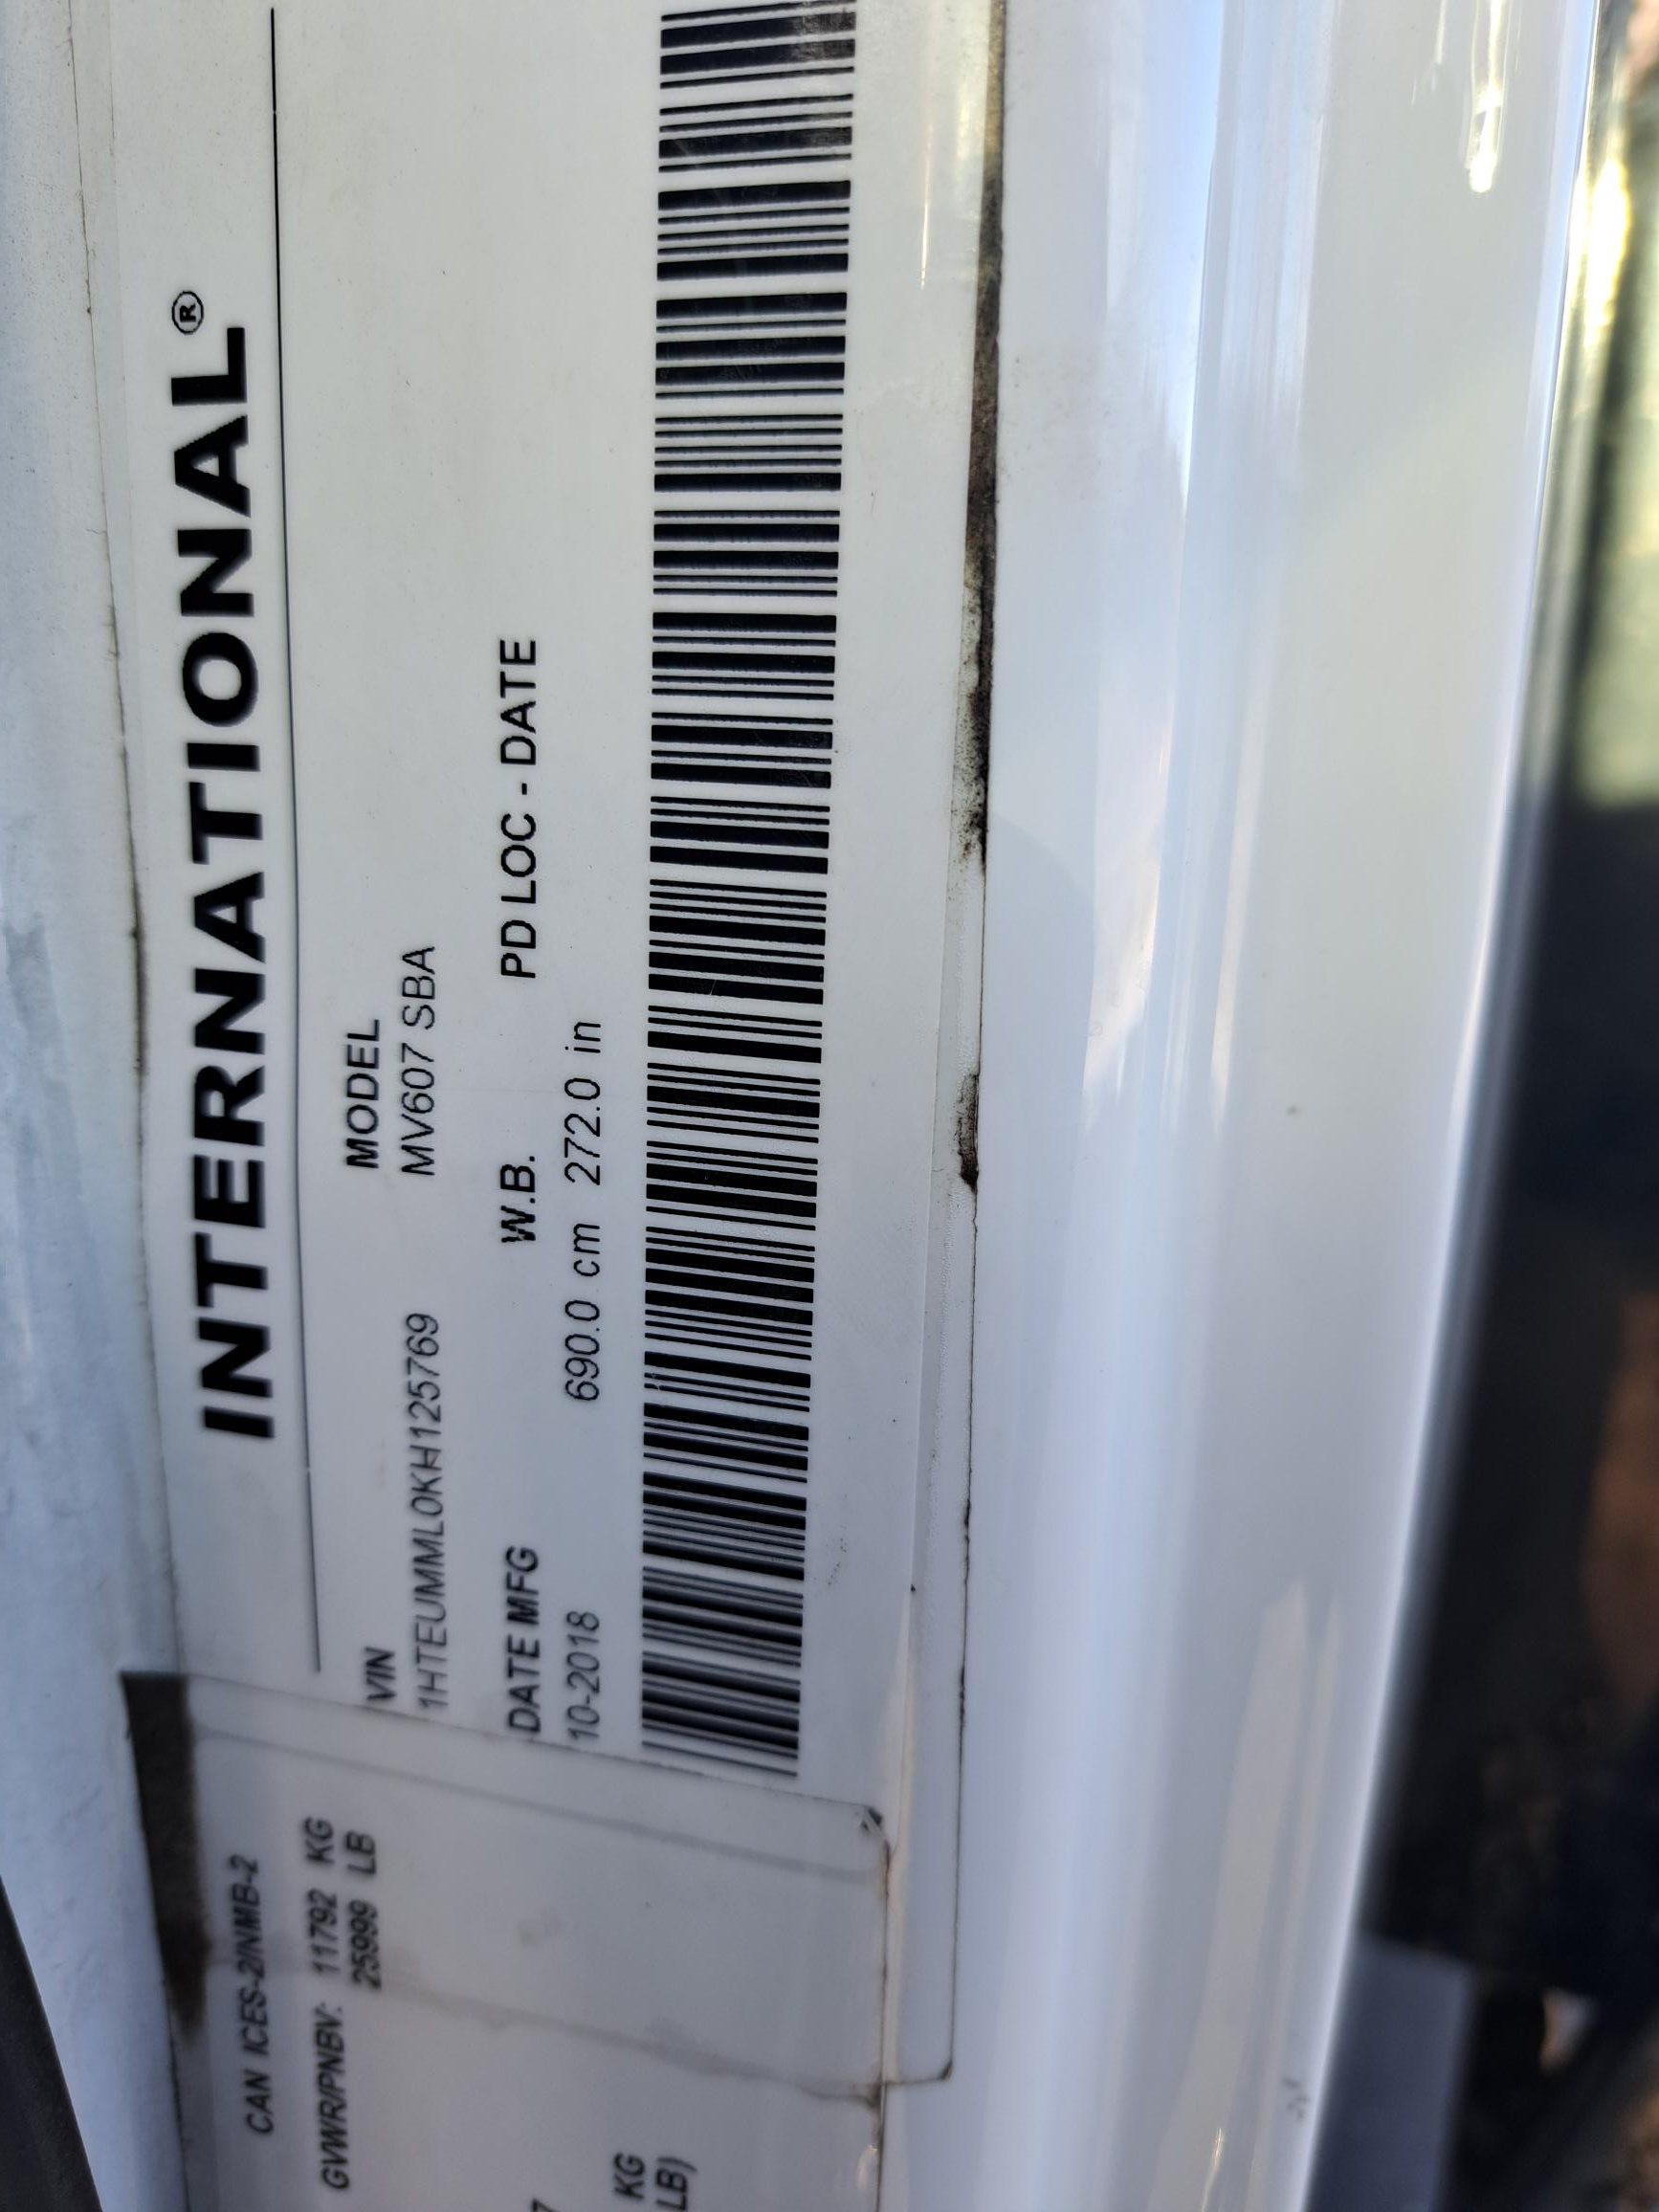 INTERNATIONAL®
VIN MODEL
1HTEUMML0KH125769 MV607 SBA
DATE MFG W.B. PD LOC - DATE
10-2018 690.0 cm 272.0 in
CAN ICES-2/NMB-2
GVWR/PNBV: 11792 KG
25999 LB
KG
LB)